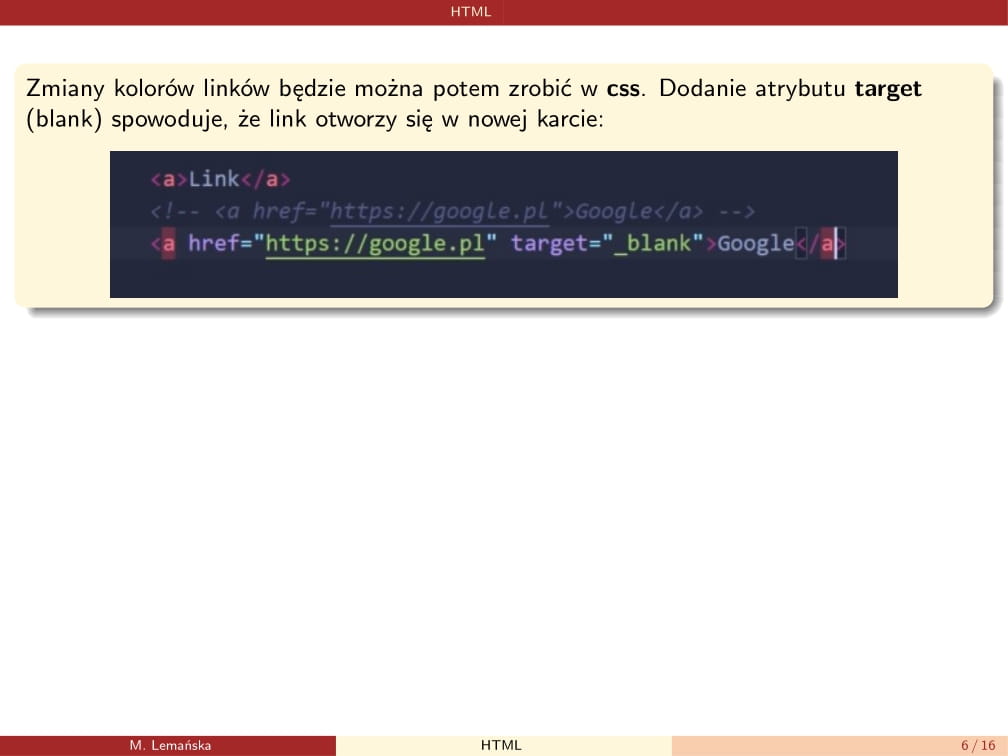 HTML
Zmiany kolorów linków będzie można potem zrobić w css. Dodanie atrybutu target
(blank) spowoduje, że link otworzy się w nowej karcie:
<a>Link</a>
<!-- <a href="https://google.pl">Google</a> -->
<a href="https://google.pl" target="_blank">Google</a>
M. Lemańska HTML 6 / 16